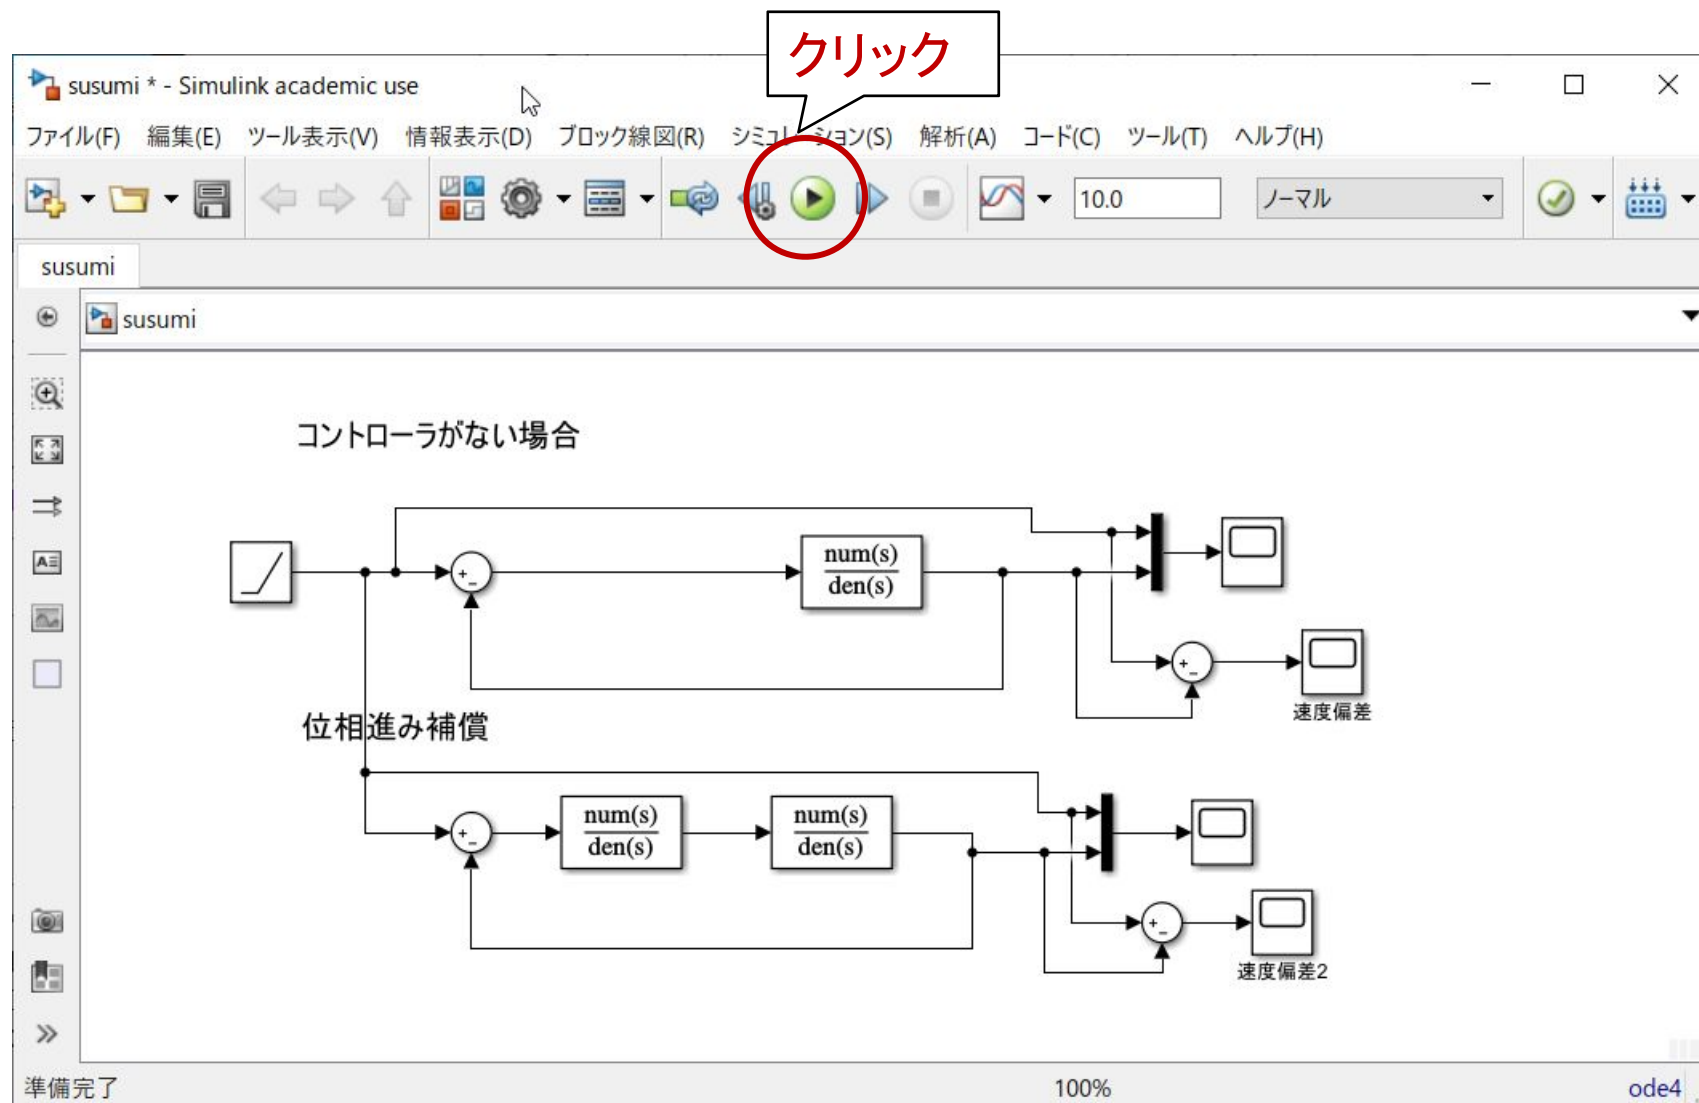 クリック
susumi * - Simulink academic use
ファイル(F) 編集(E) ツール表示(V) 情報表示(D) ブロック線図(R) シミュレーション(S) 解析(A) コード(C) ツール(T) ヘルプ(H)
10.0 ノーマル
susumi
susumi
コントローラがない場合
num(s)
den(s)
速度偏差
位相進み補償
num(s) num(s)
den(s) den(s)
速度偏差2
準備完了 100% ode4